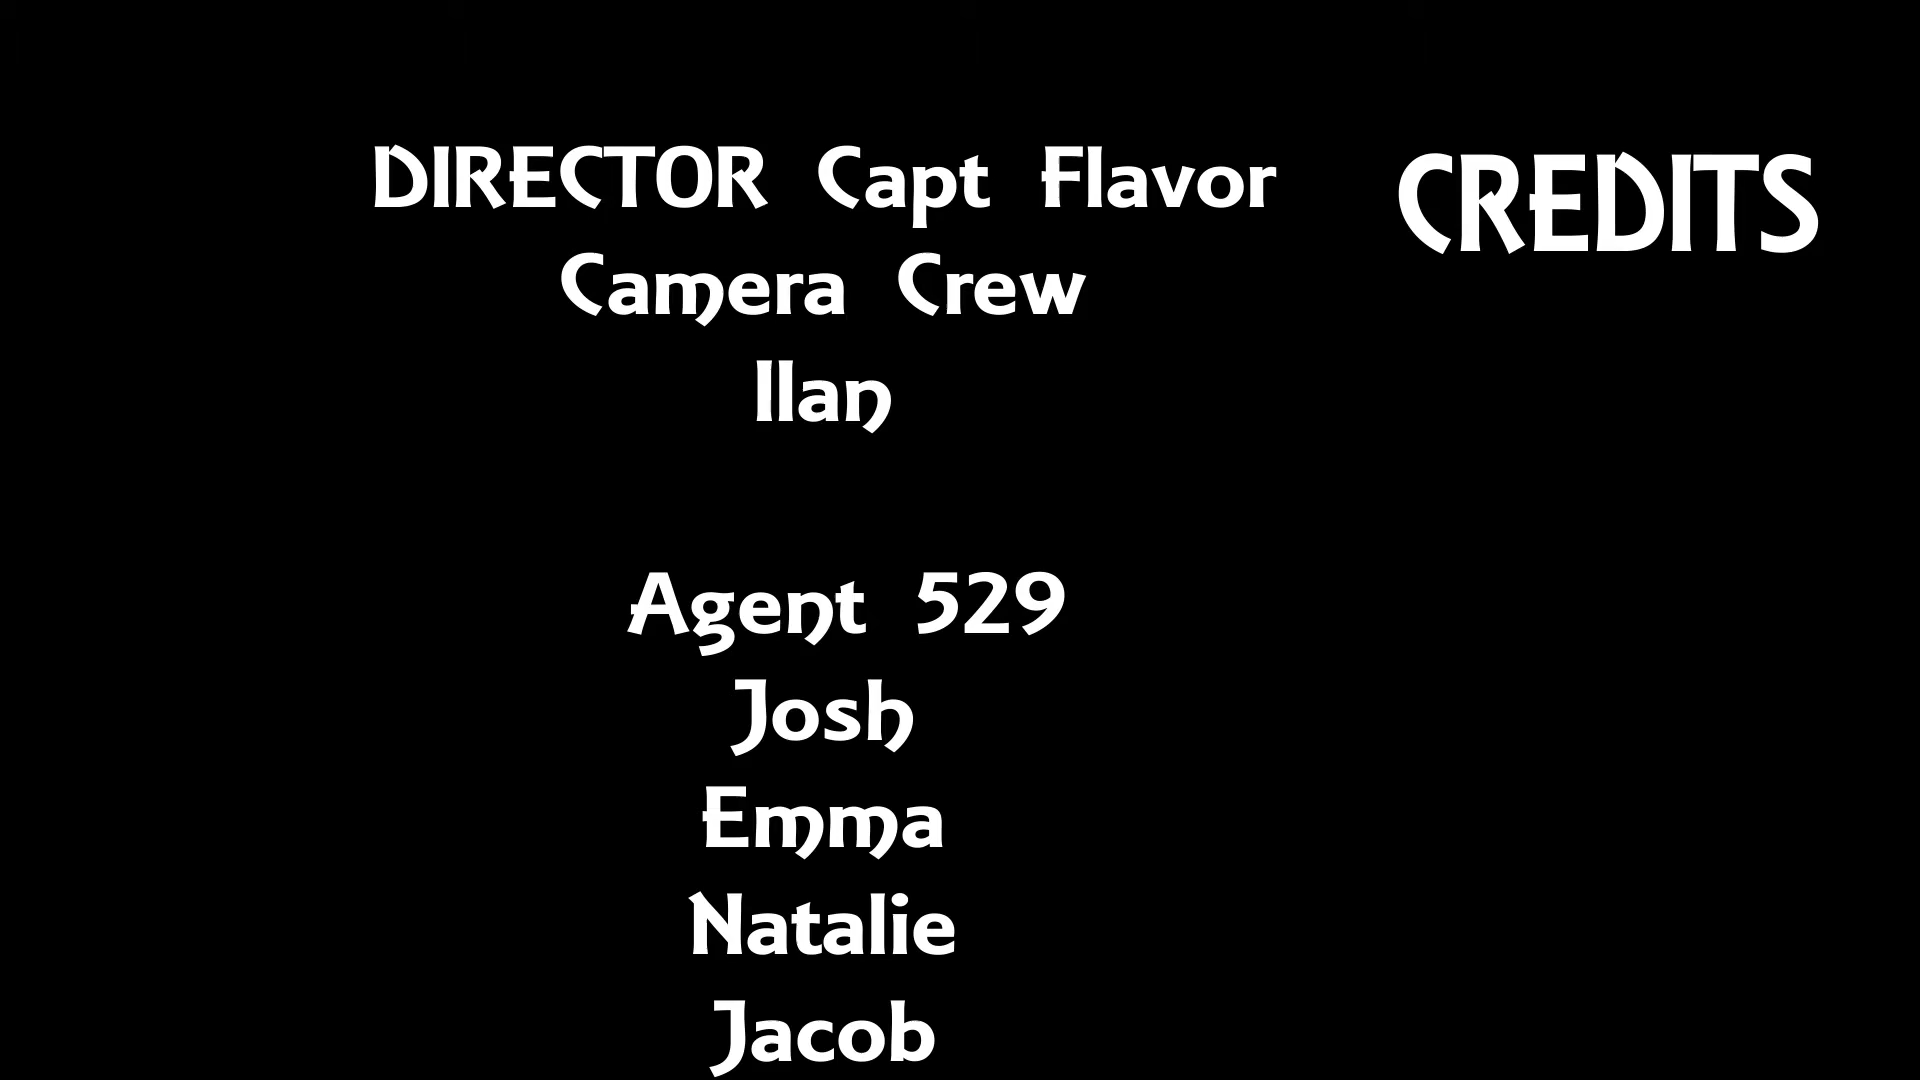 DIRECTOR Capt Flavor
CREDITS
Camera Crew
Ilan
Agent 529
Josh
Emma
Natalie
Jacob